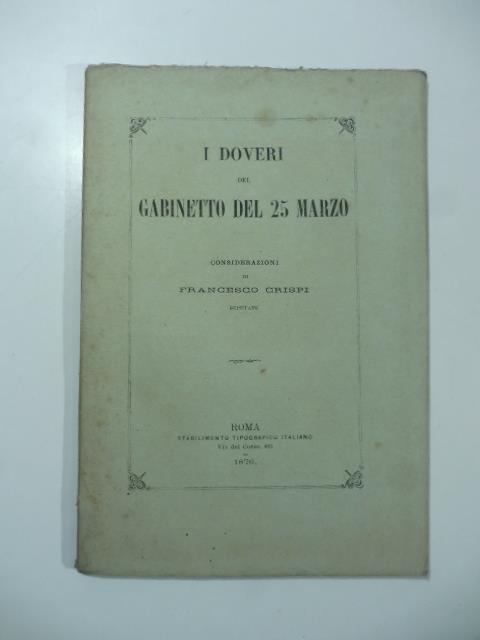 I DOVERI
DEL
GABINETTO DEL 25 MARZO
CONSIDERAZIONI
DI
FRANCESCO CRISPI
DEPUTATO
ROMA
STABILIMENTO TIPOGRAFICO ITALIANO
Via del Corso,
1876.